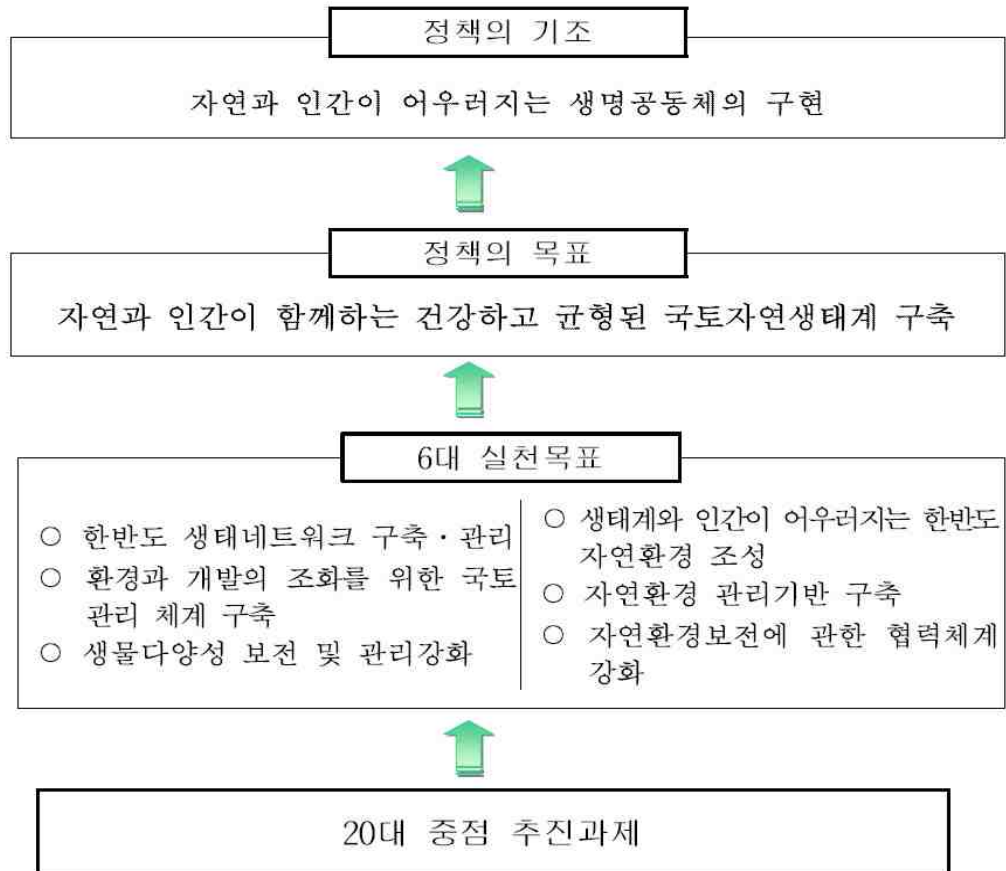 정책의 기조
자연과 인간이 어우러지는 생명공동체의 구현
정책의 목표
자연과 인간이 함께하는 건강하고 균형된 국토자연생태계 구축
6대 실천목표
○ 한반도 생태네트워크 구축·관리
○ 환경과 개발의 조화를 위한 국토
관리 체계 구축
○ 생물다양성 보전 및 관리강화
○ 생태계와 인간이 어우러지는 한반도
자연환경 조성
○ 자연환경 관리기반 구축
○ 자연환경보전에 관한 협력체계
강화
20대 중점 추진과제